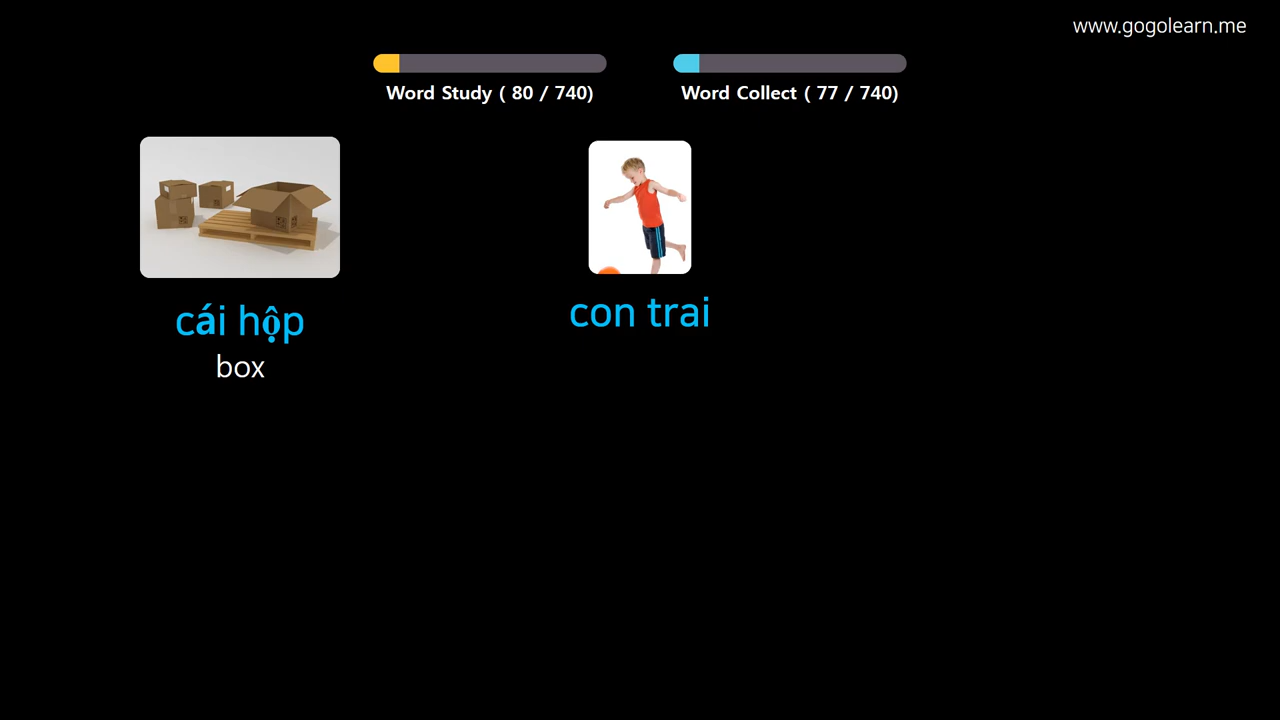 www.gogolearn.me
Word Study ( 80 / 740)
Word Collect ( 77 / 740)
cái hộp
box
con trai